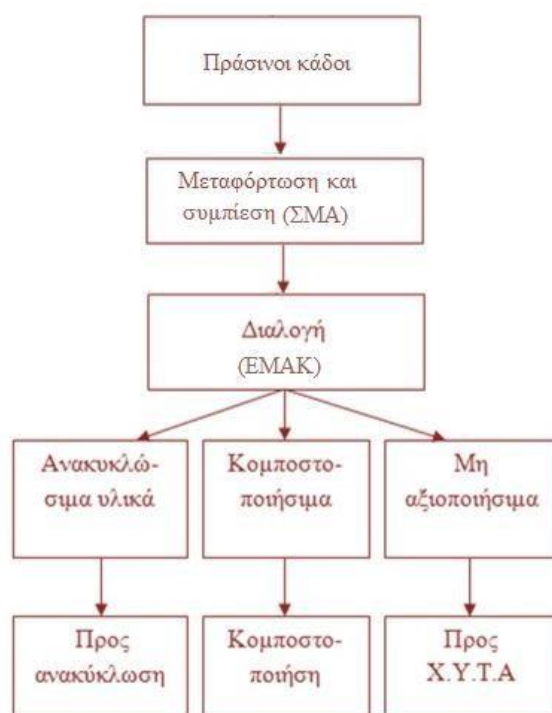 Πράσινοι κάδοι
Μεταφόρτωση και
συμπίεση (ΣΜΑ)
Διαλογή
(ΕΜΑΚ)
Ανακυκλώ-
σιμα υλικά
Κομποστο-
ποιήσιμα
Μη
αξιοποιήσιμα
Προς
ανακύκλωση
Κομποστο-
ποιήση
Προς
Χ.Υ.Τ.Α